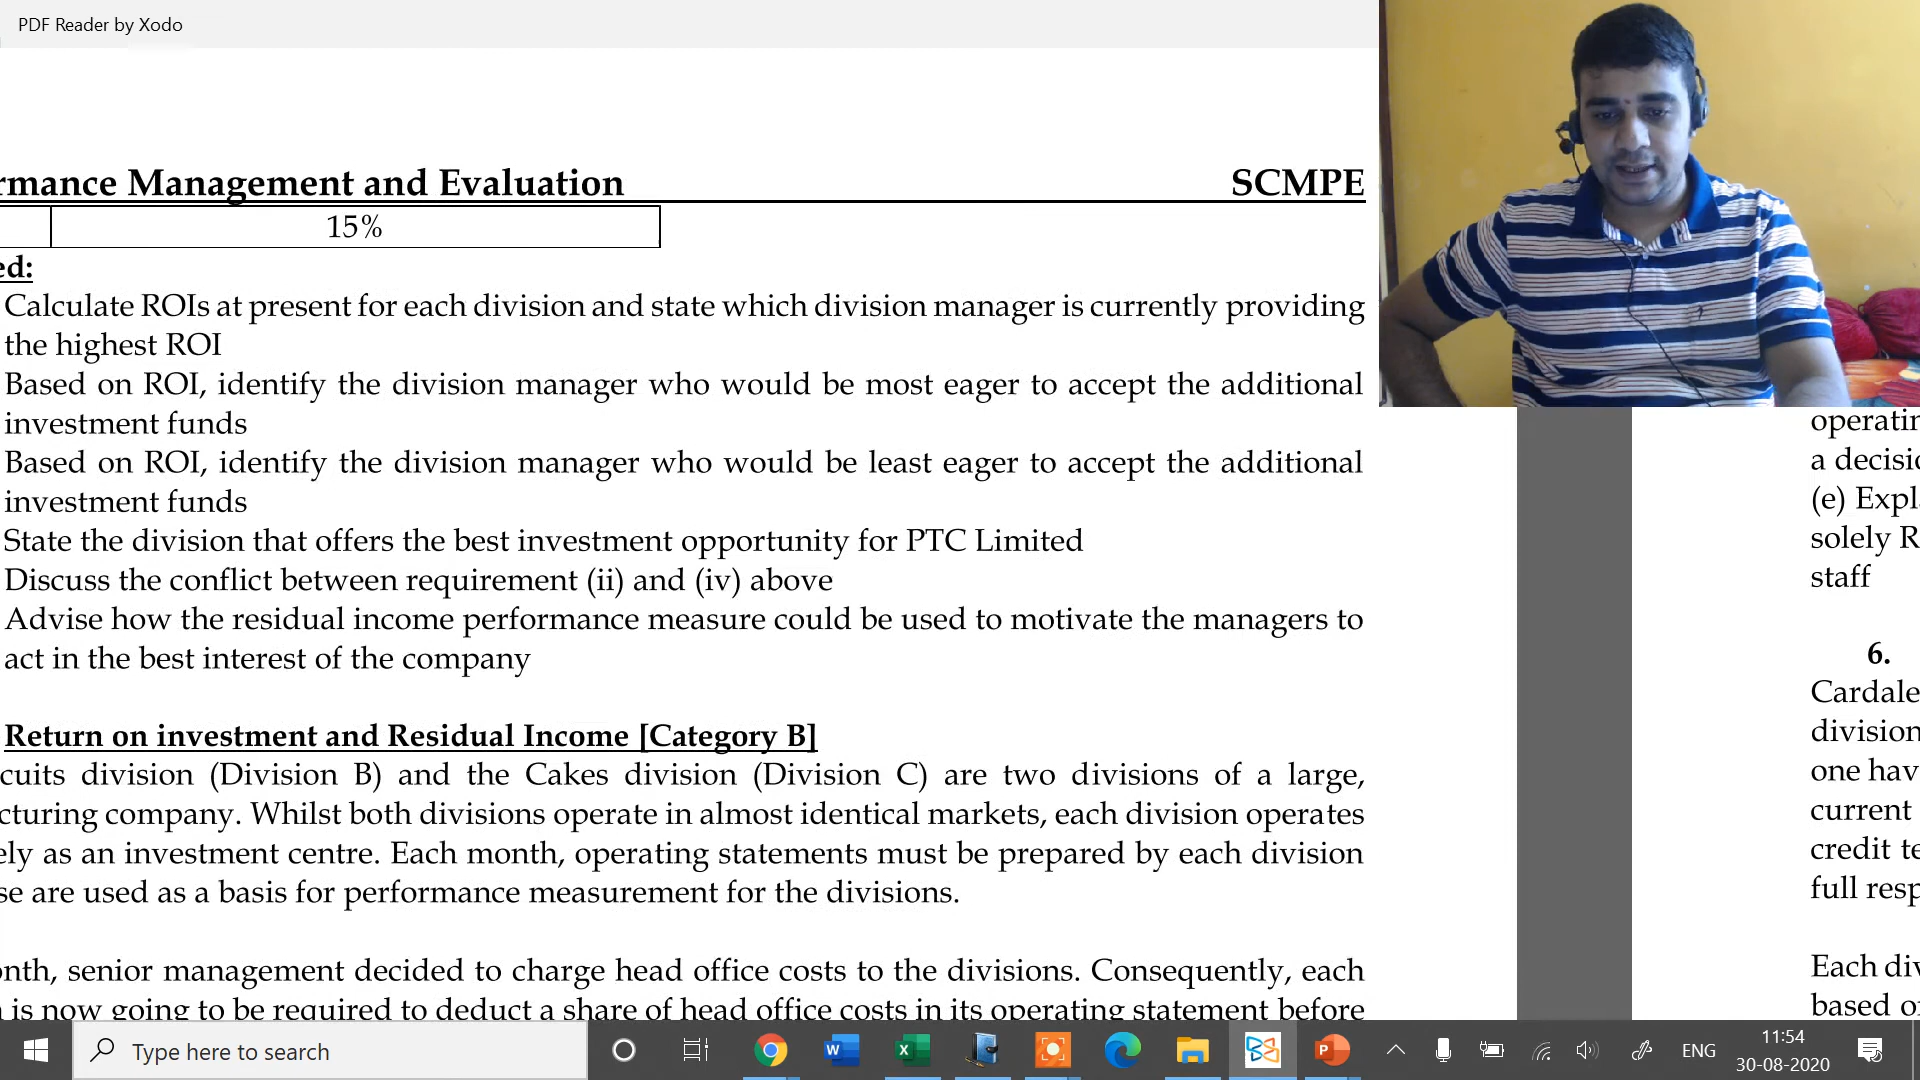 PDF Reader by Xodo
rmance Management and Evaluation SCMPE
15%
ed:
Calculate ROIs at present for each division and state which division manager is currently providing
the highest ROI
Based on ROI, identify the division manager who would be most eager to accept the additional
investment funds
Based on ROI, identify the division manager who would be least eager to accept the additional
investment funds
State the division that offers the best investment opportunity for PTC Limited
Discuss the conflict between requirement (ii) and (iv) above
Advise how the residual income performance measure could be used to motivate the managers to
act in the best interest of the company
Return on investment and Residual Income [Category B]
cuits division (Division B) and the Cakes division (Division C) are two divisions of a large,
cturing company. Whilst both divisions operate in almost identical markets, each division operates
ely as an investment centre. Each month, operating statements must be prepared by each division
se are used as a basis for performance measurement for the divisions.
onth, senior management decided to charge head office costs to the divisions. Consequently, each
is now going to be required to deduct a share of head office costs in its operating statement before
operatin
a decisio
(e) Expl
solely R
staff
6.
Cardale
division
one hav
current
credit te
full resp
Each div
based o
Type here to search
ENG
11:54
30-08-2020